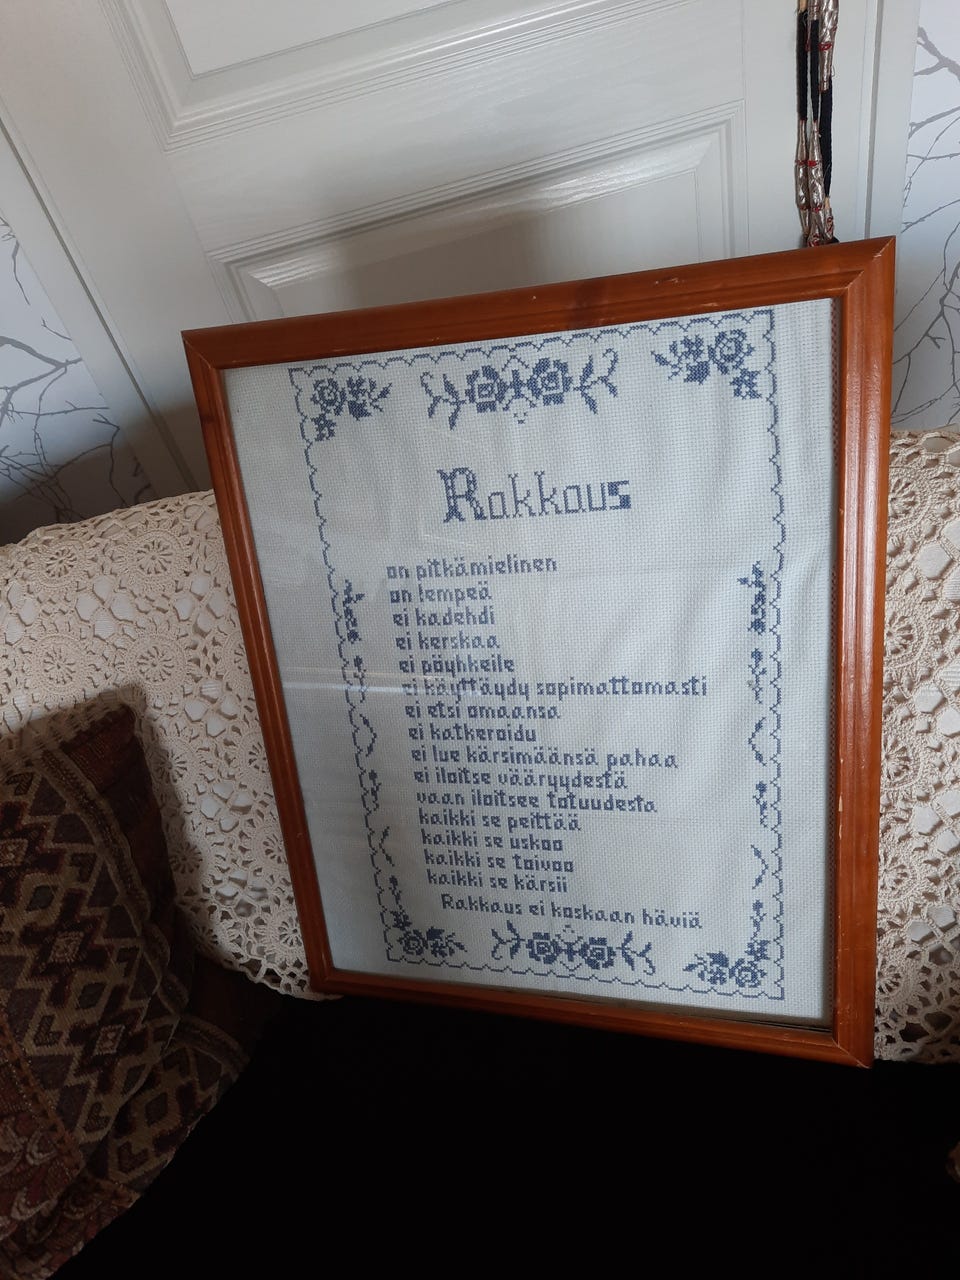 Rakkaus
on pitkämielinen
on lempeä
ei kadehdi
ei kerskaa
ei pöyhkeile
ei käyttäydy sopimattomasti
ei etsi omaansa
ei katkeroidu
ei lue kärsimäänsä pahaa
ei iloitse vääryydestä
vaan iloitsee totuudesta
kaikki se peittää
kaikki se uskoo
kaikki se toivoo
kaikki se kärsii
Rakkaus ei koskaan häviä